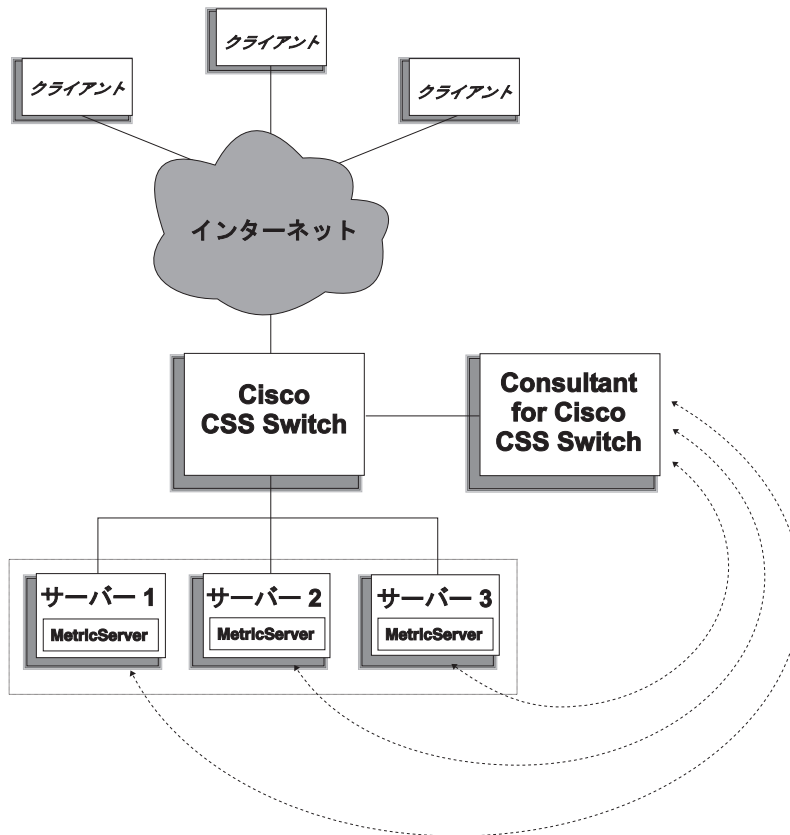 クライアント
クライアント
クライアント
インターネット
Cisco
CSS Switch
Consultant
for Cisco
CSS Switch
サーバー 1
MetricServer
サーバー 2
MetricServer
サーバー 3
MetricServer